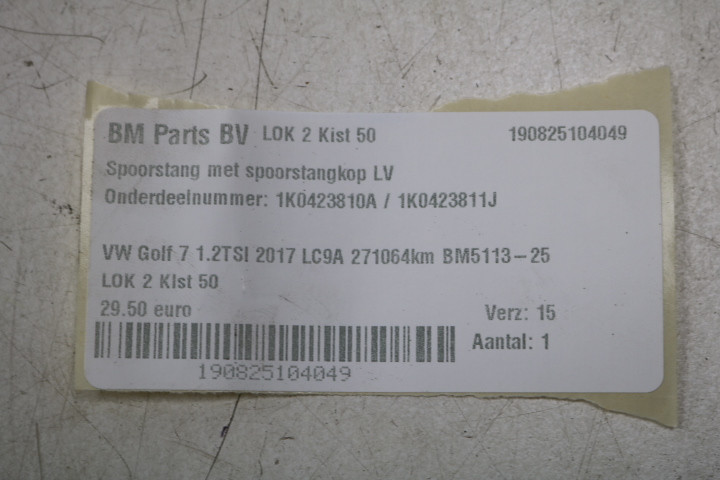 BM Parts BV LOK 2 Kist 50 190825104049
Spoorstang met spoorstangkop LV
Onderdeelnummer: 1K0423810A / 1K0423811J
VW Golf 7 1.2TSI 2017 LC9A 271064km BM5113-25
LOK 2 KIst 50
29.50 euro Verz: 15
Aantal: 1
190825104049